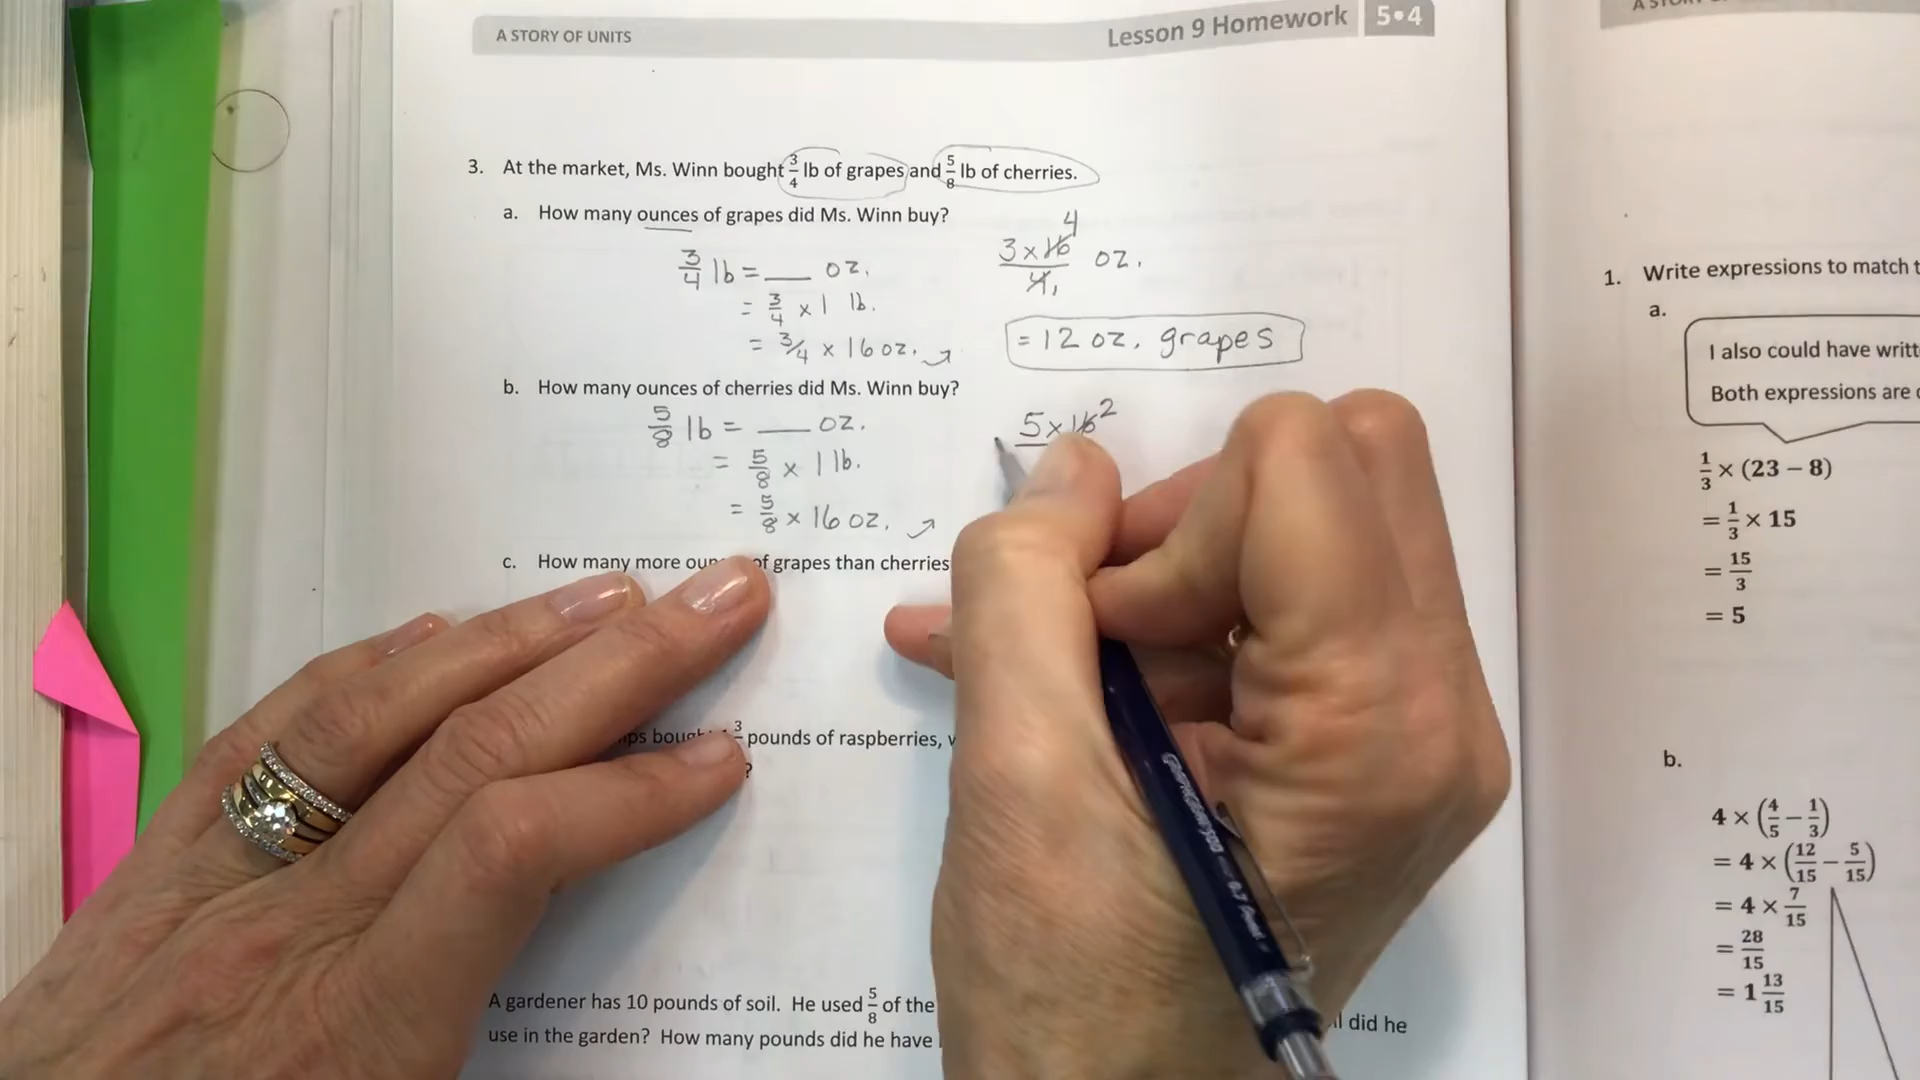 A STORY OF UNITS
Lesson 9 Homework 5•4
3. At the market, Ms. Winn bought 3/4 lb of grapes and 5/8 lb of cherries.
a. How many ounces of grapes did Ms. Winn buy?
3/4 lb = ___ oz.
= 3/4 x 1 lb.
= 3/4 x 16 oz.
4
3 x 16 oz.
4 1
= 12 oz. grapes
b. How many ounces of cherries did Ms. Winn buy?
5/8 lb = ___ oz.
= 5/8 x 1 lb.
= 5/8 x 16 oz.
5 x 16 2
c. How many more of grapes than cherries
3 pounds of raspberries,
?
A gardener has 10 pounds of soil. He used 5/8 of the
did he
use in the garden? How many pounds did he have
GRAPHGEAR 500
A STORY
1. Write expressions to match
a.
I also could have
Both expressions are
1/3 × (23 – 8)
= 1/3 × 15
= 15/3
= 5
b.
4 × (4/5 − 1/3)
= 4 × (12/15 − 5/15)
= 4 × 7/15
= 28/15
= 1 13/15